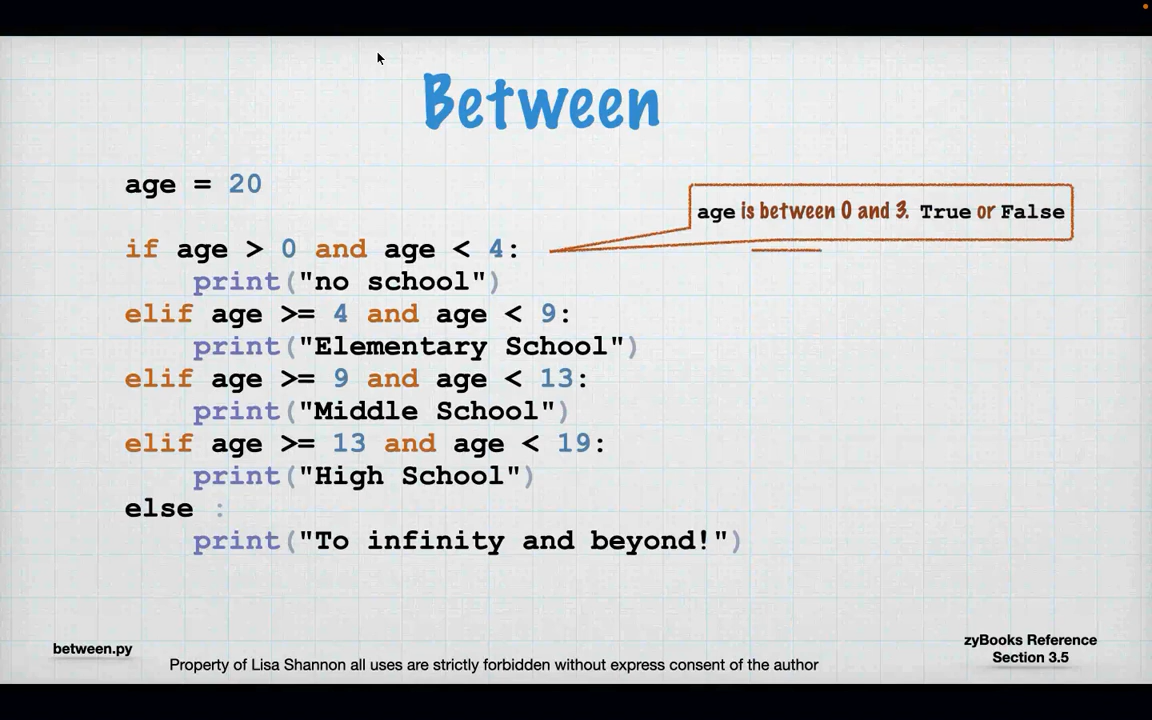 Between
age = 20
age is between 0 and 3. True or False
if age > 0 and age < 4:
    print("no school")
elif age >= 4 and age < 9:
    print("Elementary School")
elif age >= 9 and age < 13:
    print("Middle School")
elif age >= 13 and age < 19:
    print("High School")
else :
    print("To infinity and beyond!")
between.py
Property of Lisa Shannon all uses are strictly forbidden without express consent of the author
zyBooks Reference
Section 3.5